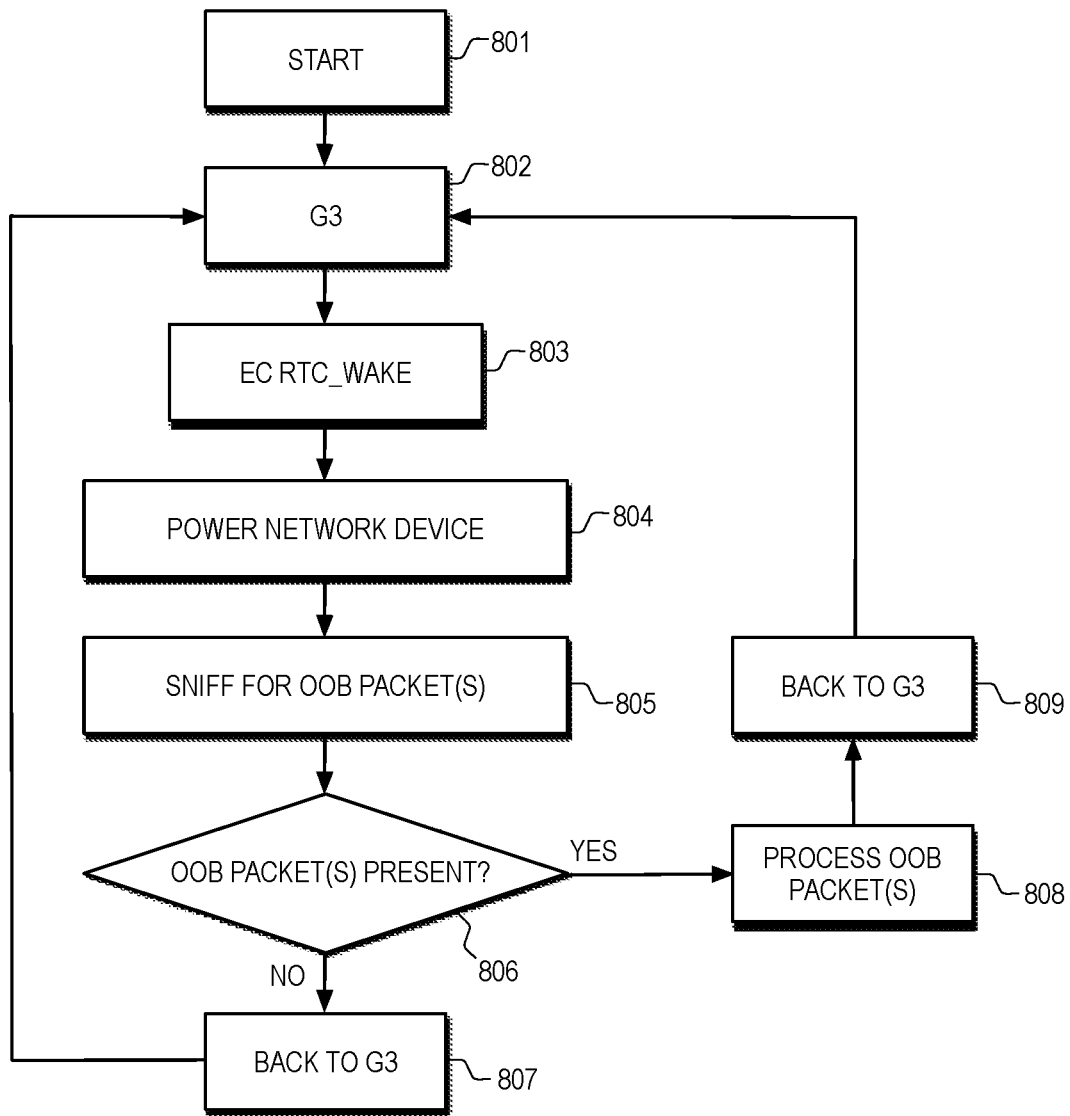 START
801
G3
802
EC RTC_WAKE
803
POWER NETWORK DEVICE
804
SNIFF FOR OOB PACKET(S)
805
OOB PACKET(S) PRESENT?
806
YES
NO
BACK TO G3
807
PROCESS OOB
PACKET(S)
808
BACK TO G3
809